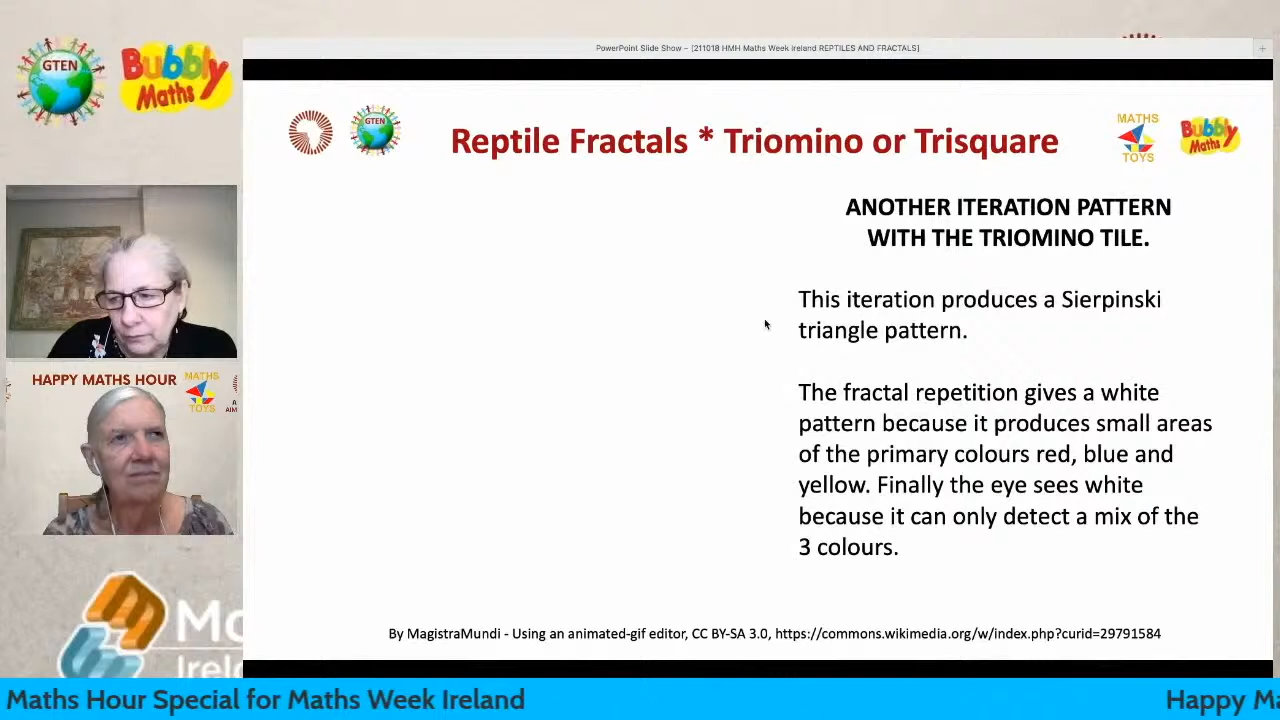 PowerPoint Slide Show - [211018 HMH Maths Week ireland REPTILES AND FRACTALS]
GTEN
Bubbly
Maths
GTEN
Reptile Fractals * Triomino or Trisquare
MATHS
TOYS
Bubbly
Maths
ANOTHER ITERATION PATTERN
WITH THE TRIOMINO TILE.
This iteration produces a Sierpinski
triangle pattern.
The fractal repetition gives a white
pattern because it produces small areas
of the primary colours red, blue and
yellow. Finally the eye sees white
because it can only detect a mix of the
3 colours.
By MagistraMundi - Using an animated-gif editor, CC BY-SA 3.0, https://commons.wikimedia.org/w/index.php?curid=29791584
HAPPY MATHS HOUR
MATHS
TOYS
A
AIM
Ma
Irela
Maths Hour Special for Maths Week Ireland
Happy Ma